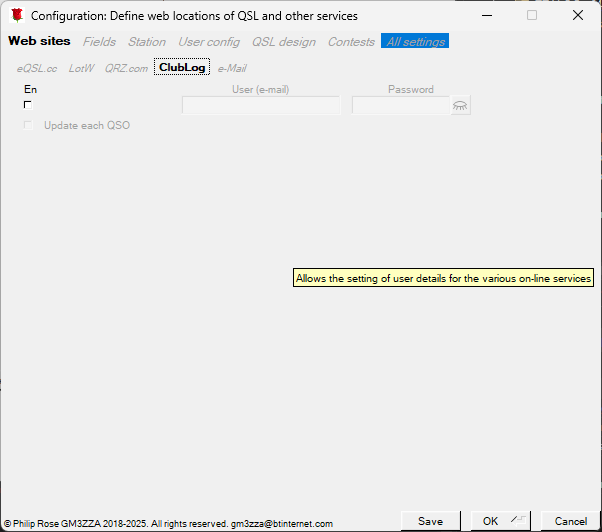 Configuration: Define web locations of QSL and other services
Web sites Fields Station User config QSL design Contests All settings
eQSL.cc LotW QRZ.com ClubLog e-Mail
En User (e-mail) Password
Update each QSO
Allows the setting of user details for the various on-line services
© Philip Rose GM3ZZA 2018-2025. All rights reserved. gm3zza@btinternet.com Save OK Cancel